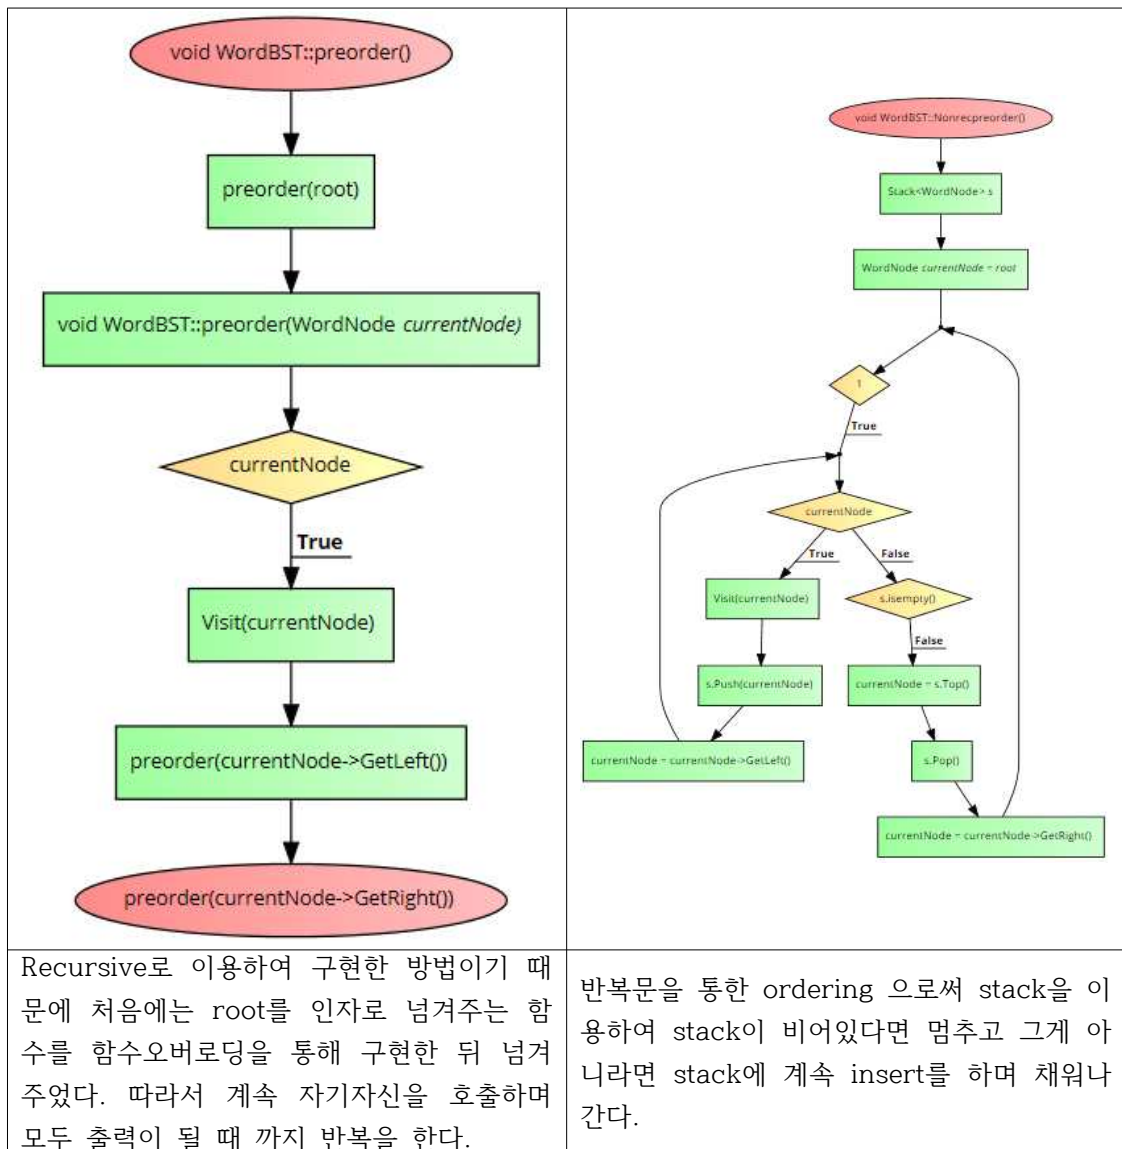 void WordBST::preorder()
preorder(root)
void WordBST::preorder(WordNode currentNode)
currentNode
True
Visit(currentNode)
preorder(currentNode->GetLeft())
preorder(currentNode->GetRight())
void WordBST::Nonrecpreorder()
Stack<WordNode> s
WordNode currentNode = root
1
True
currentNode
True
False
Visit(currentNode)
s.isempty()
False
s.Push(currentNode)
currentNode = s.Top()
currentNode = currentNode->GetLeft()
s.Pop()
currentNode = currentNode->GetRight()
Recursive로 이용하여 구현한 방법이기 때
문에 처음에는 root를 인자로 넘겨주는 함
수를 함수오버로딩을 통해 구현한 뒤 넘겨
주었다. 따라서 계속 자기자신을 호출하며
모두 출력이 될 때 까지 반복을 한다.
반복문을 통한 ordering 으로써 stack을 이
용하여 stack이 비어있다면 멈추고 그게 아
니라면 stack에 계속 insert를 하며 채워나
간다.